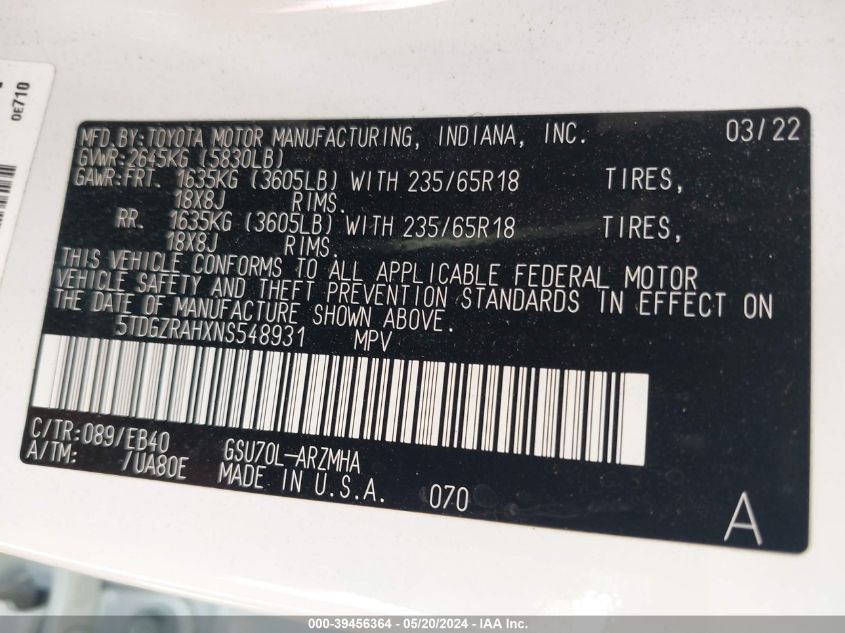 0E710
MFD.BY:TOYOTA MOTOR MANUFACTURING, INDIANA, INC. 03/22
GVWR:2645KG (5830LB)
GAWR:FRT. 1635KG (3605LB) WITH 235/65R18 TIRES,
18X8J RIMS.
RR. 1635KG (3605LB) WITH 235/65R18 TIRES,
18X8J RIMS.
THIS VEHICLE CONFORMS TO ALL APPLICABLE FEDERAL MOTOR
VEHICLE SAFETY AND THEFT PREVENTION STANDARDS IN EFFECT ON
THE DATE OF MANUFACTURE SHOWN ABOVE.
5TDGZRAHXNS548931 MPV
C/TR:089/EB40 GSU70L-ARZMHA
A/TM: /UA80E MADE IN U.S.A. 070 A
000-39456364 - 05/20/2024 - IAA Inc.